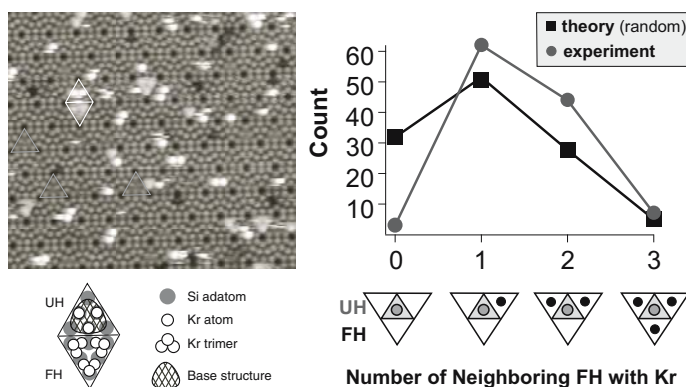 theory (random)
experiment
Count
60
50
40
30
20
10
0 1 2 3
UH
FH
Number of Neighboring FH with Kr
UH
FH
Si adatom
Kr atom
Kr trimer
Base structure